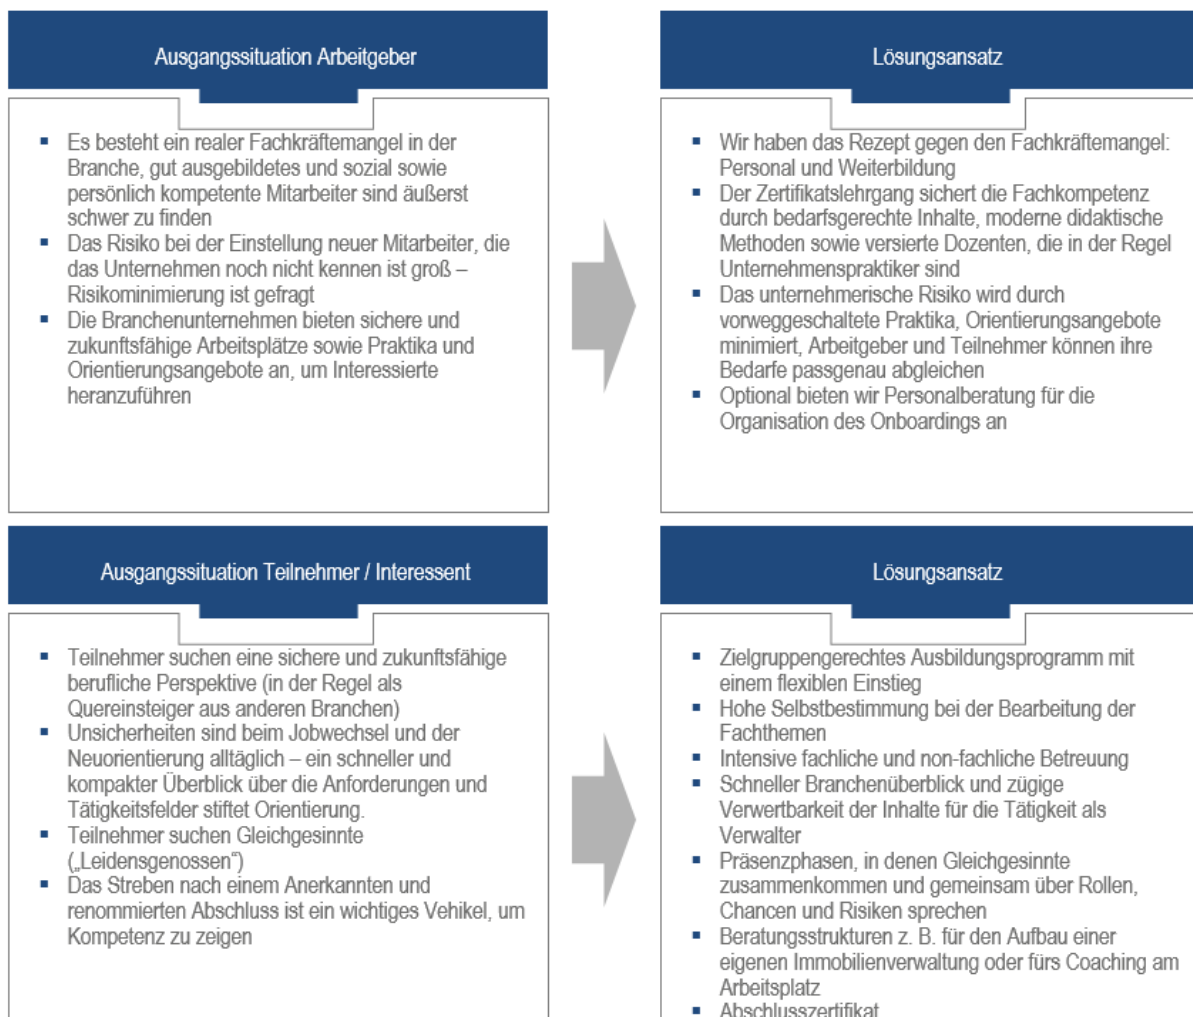 Ausgangssituation Arbeitgeber
▪ Es besteht ein realer Fachkräftemangel in der
Branche, gut ausgebildetes und sozial sowie
persönlich kompetente Mitarbeiter sind äußerst
schwer zu finden
▪ Das Risiko bei der Einstellung neuer Mitarbeiter, die
das Unternehmen noch nicht kennen ist groß –
Risikominimierung ist gefragt
▪ Die Branchenunternehmen bieten sichere und
zukunftsfähige Arbeitsplätze sowie Praktika und
Orientierungsangebote an, um Interessierte
heranzuführen
Lösungsansatz
▪ Wir haben das Rezept gegen den Fachkräftemangel:
Personal und Weiterbildung
▪ Der Zertifikatslehrgang sichert die Fachkompetenz
durch bedarfsgerechte Inhalte, moderne didaktische
Methoden sowie versierte Dozenten, die in der Regel
Unternehmenspraktiker sind
▪ Das unternehmerische Risiko wird durch
vorweggeschaltete Praktika, Orientierungsangebote
minimiert, Arbeitgeber und Teilnehmer können ihre
Bedarfe passgenau abgleichen
▪ Optional bieten wir Personalberatung für die
Organisation des Onboardings an
Ausgangssituation Teilnehmer / Interessent
▪ Teilnehmer suchen eine sichere und zukunftsfähige
berufliche Perspektive (in der Regel als
Quereinsteiger aus anderen Branchen)
▪ Unsicherheiten sind beim Jobwechsel und der
Neuorientierung alltäglich – ein schneller und
kompakter Überblick über die Anforderungen und
Tätigkeitsfelder stiftet Orientierung.
▪ Teilnehmer suchen Gleichgesinnte
(„Leidensgenossen“)
▪ Das Streben nach einem Anerkannten und
renommierten Abschluss ist ein wichtiges Vehikel, um
Kompetenz zu zeigen
Lösungsansatz
▪ Zielgruppengerechtes Ausbildungsprogramm mit
einem flexiblen Einstieg
▪ Hohe Selbstbestimmung bei der Bearbeitung der
Fachthemen
▪ Intensive fachliche und non-fachliche Betreuung
▪ Schneller Branchenüberblick und zügige
Verwertbarkeit der Inhalte für die Tätigkeit als
Verwalter
▪ Präsenzphasen, in denen Gleichgesinnte
zusammenkommen und gemeinsam über Rollen,
Chancen und Risiken sprechen
▪ Beratungsstrukturen z. B. für den Aufbau einer
eigenen Immobilienverwaltung oder fürs Coaching am
Arbeitsplatz
▪ Abschlusszertifikat